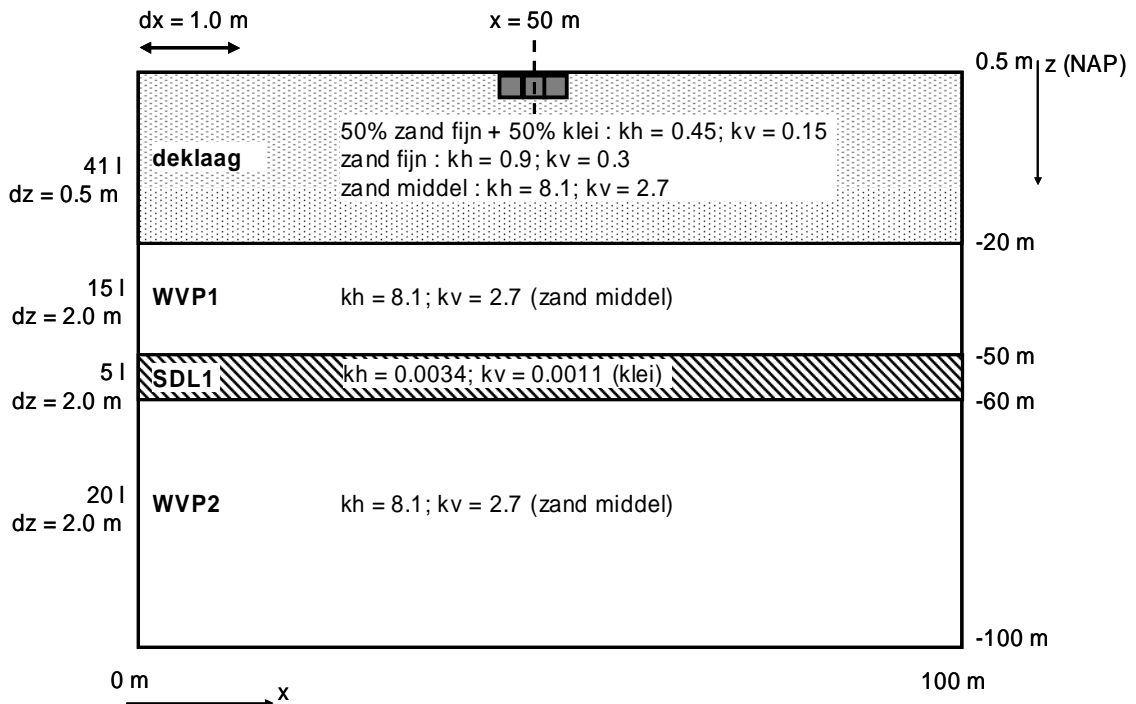 dx = 1.0 m
x = 50 m
0.5 m
z (NAP)
50% zand fijn + 50% klei : kh = 0.45; kv = 0.15
zand fijn : kh = 0.9; kv = 0.3
zand middel : kh = 8.1; kv = 2.7
deklaag
41 l
dz = 0.5 m
-20 m
15 l
dz = 2.0 m
WVP1
kh = 8.1; kv = 2.7 (zand middel)
-50 m
5 l
dz = 2.0 m
SDL1
kh = 0.0034; kv = 0.0011 (klei)
-60 m
20 l
dz = 2.0 m
WVP2
kh = 8.1; kv = 2.7 (zand middel)
-100 m
0 m
x
100 m